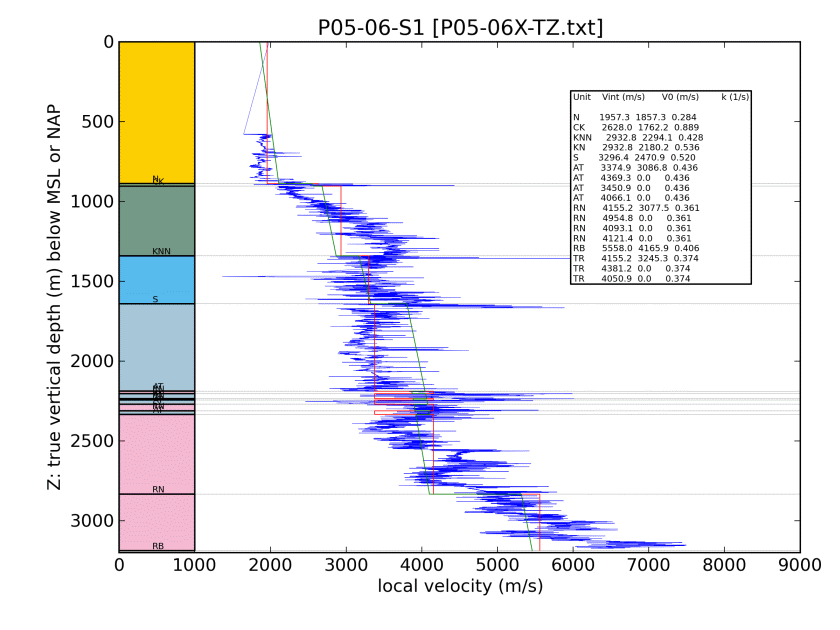 P05-06-S1 [P05-06X-TZ.txt]
Z: true vertical depth (m) below MSL or NAP
0
500
1000
1500
2000
2500
3000
N
CK
KNN
S
AT
RN
RB
Unit Vint (m/s) V0 (m/s) k (1/s)
N 1957.3 1857.3 0.284
CK 2628.0 1762.2 0.889
KNN 2932.8 2294.1 0.428
KN 2932.8 2180.2 0.536
S 3296.4 2470.9 0.520
AT 3374.9 3086.8 0.436
AT 4369.3 0.0 0.436
AT 3450.9 0.0 0.436
AT 4066.1 0.0 0.436
RN 4155.2 3077.5 0.361
RN 4954.8 0.0 0.361
RN 4093.1 0.0 0.361
RN 4121.4 0.0 0.361
RB 5558.0 4165.9 0.406
TR 4155.2 3245.3 0.374
TR 4381.2 0.0 0.374
TR 4050.9 0.0 0.374
0 1000 2000 3000 4000 5000 6000 7000 8000 9000
local velocity (m/s)